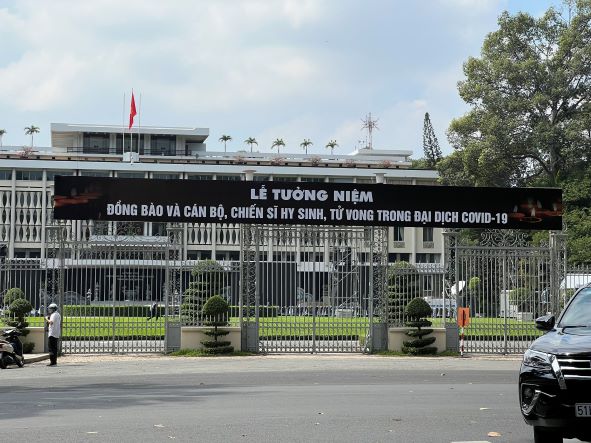 LỄ TƯỞNG NIỆM
ĐỒNG BÀO VÀ CÁN BỘ, CHIẾN SĨ HY SINH, TỬ VONG TRONG ĐẠI DỊCH COVID-19